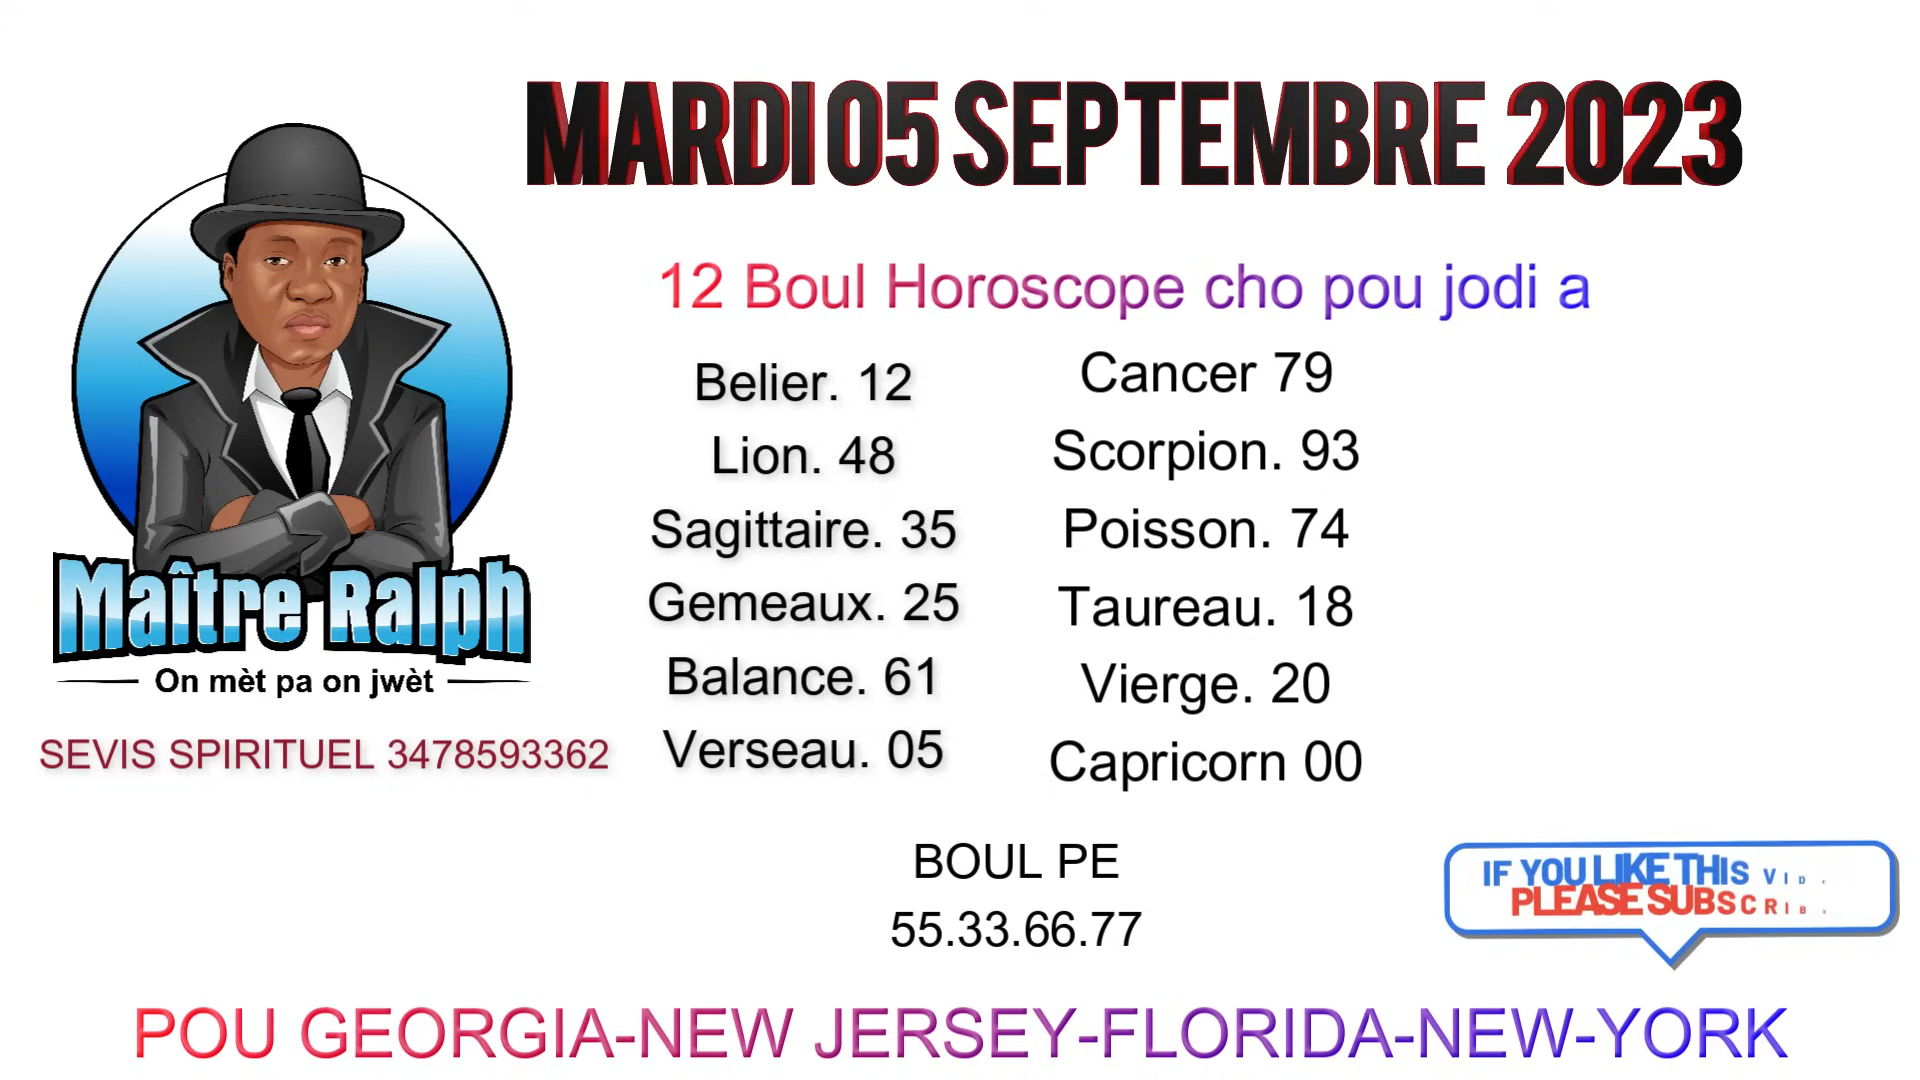 MARDI 05 SEPTEMBRE 2023
12 Boul Horoscope cho pou jodi a
Belier. 12
Lion. 48
Sagittaire. 35
Gemeaux. 25
Balance. 61
Verseau. 05
Cancer 79
Scorpion. 93
Poisson. 74
Taureau. 18
Vierge. 20
Capricorn 00
Maître Ralph
On mèt pa on jwèt
SEVIS SPIRITUEL 3478593362
BOUL PE
55.33.66.77
IF YOU LIKE THIS VID
PLEASE SUBSCRIB
POU GEORGIA-NEW JERSEY-FLORIDA-NEW-YORK